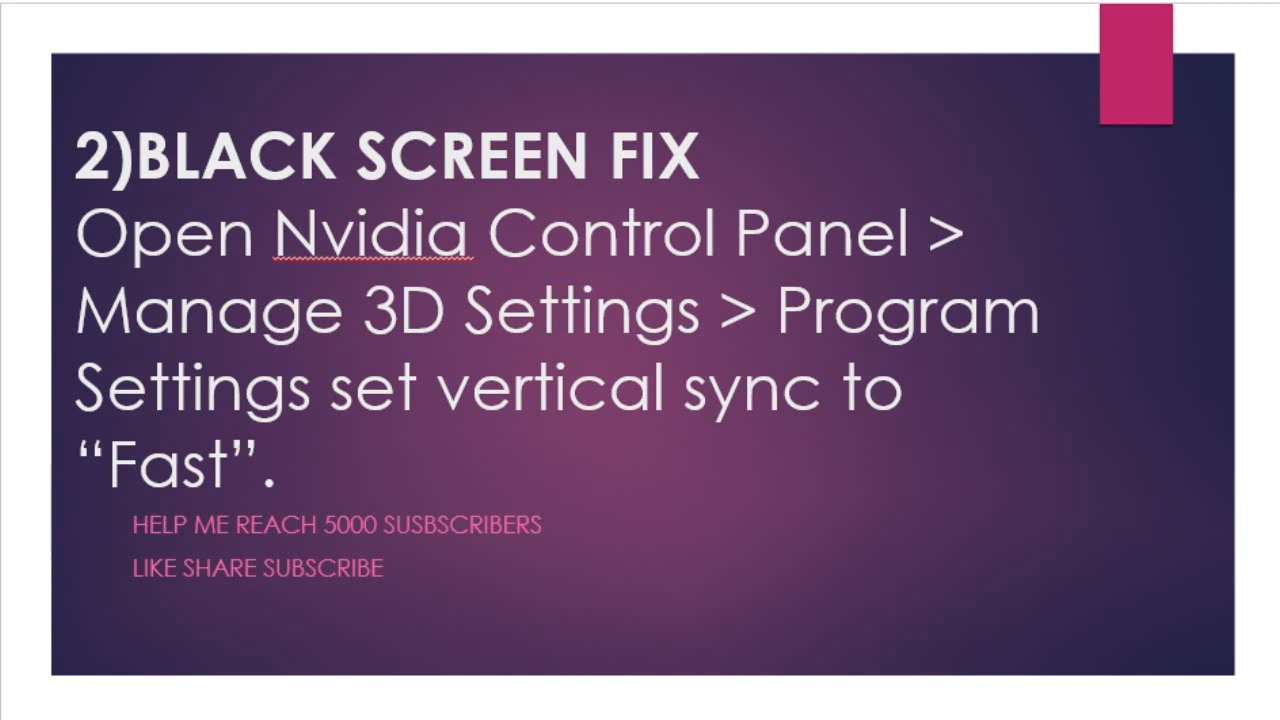 2)BLACK SCREEN FIX
Open Nvidia Control Panel >
Manage 3D Settings > Program
Settings set vertical sync to
“Fast”.
HELP ME REACH 5000 SUSBSCRIBERS
LIKE SHARE SUBSCRIBE